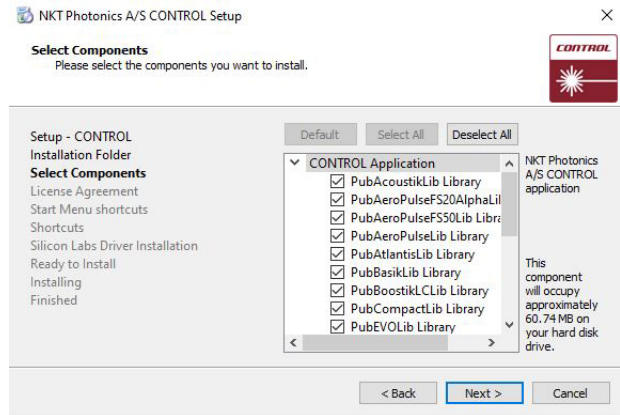 NKT Photonics A/S CONTROL Setup
Select Components
Please select the components you want to install.
CONTROL
Setup - CONTROL
Installation Folder
Select Components
License Agreement
Start Menu shortcuts
Shortcuts
Silicon Labs Driver Installation
Ready to Install
Installing
Finished
Default
Select All
Deselect All
CONTROL Application
PubAcoustikLib Library
PubAeroPulseFS20AlphaLil
PubAeroPulseFS50Lib Libra
PubAeroPulseLib Library
PubAtlantisLib Library
PubBasikLib Library
PubBoostikLCLib Library
PubCompactLib Library
PubEVOLib Library
NKT Photonics
A/S CONTROL
application
This
component
will occupy
approximately
60.74 MB on
your hard disk
drive.
< Back
Next >
Cancel